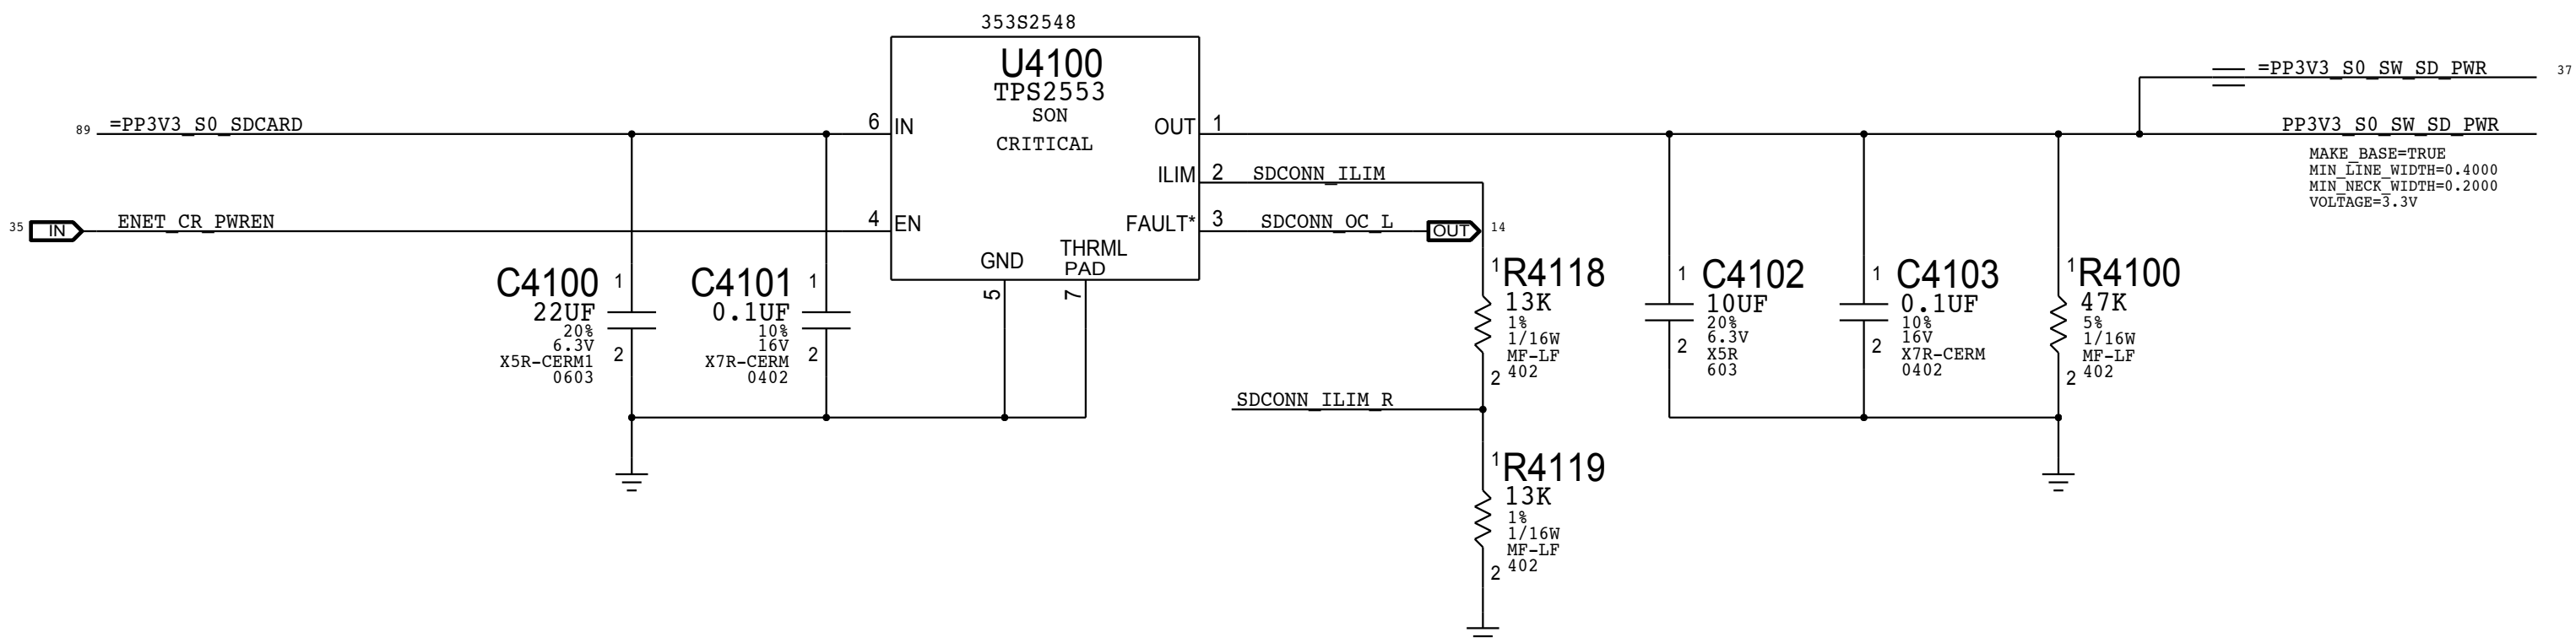 353S2548
U4100
TPS2553
SON
CRITICAL
6 IN
4 EN
OUT 1
ILIM 2
FAULT* 3
GND
THRML
PAD
5
7
89 =PP3V3_S0_SDCARD
35 IN ENET_CR_PWREN
C4100 1
22UF
20%
6.3V
2
X5R-CERM1
0603
C4101 1
0.1UF
10%
16V
2
X7R-CERM
0402
SDCONN_ILIM
SDCONN_OC_L OUT 14
1 R4118
13K
1%
1/16W
MF-LF
402
2
SDCONN_ILIM_R
1 R4119
13K
1%
1/16W
MF-LF
402
2
1 C4102
10UF
20%
6.3V
2
X5R
603
1 C4103
0.1UF
10%
16V
2
X7R-CERM
0402
1 R4100
47K
5%
1/16W
MF-LF
402
2
=PP3V3_S0_SW_SD_PWR 37
PP3V3_S0_SW_SD_PWR
MAKE_BASE=TRUE
MIN_LINE_WIDTH=0.4000
MIN_NECK_WIDTH=0.2000
VOLTAGE=3.3V